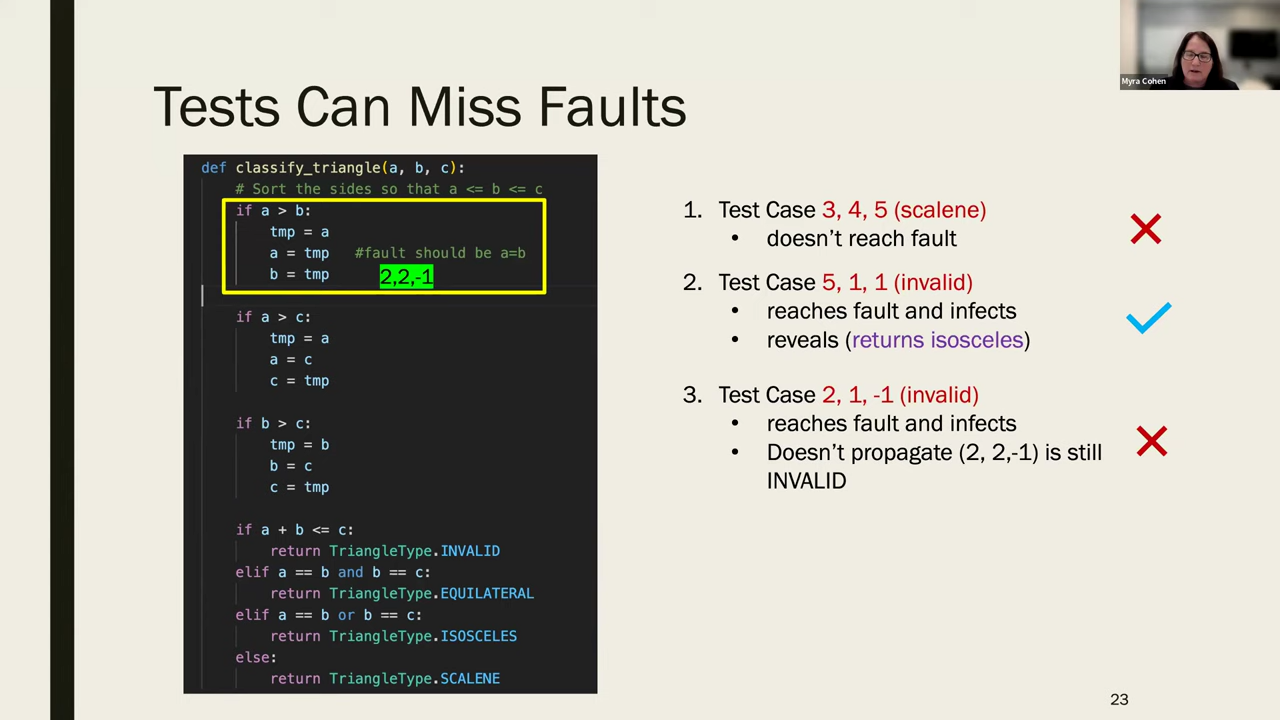 Myra Cohen
Tests Can Miss Faults
def classify_triangle(a, b, c):
# Sort the sides so that a <= b <= c
if a > b:
tmp = a
a = tmp #fault should be a=b
b = tmp 2,2,-1
if a > c:
tmp = a
a = c
c = tmp
if b > c:
tmp = b
b = c
c = tmp
if a + b <= c:
return TriangleType.INVALID
elif a == b and b == c:
return TriangleType.EQUILATERAL
elif a == b or b == c:
return TriangleType.ISOSCELES
else:
return TriangleType.SCALENE
1. Test Case 3, 4, 5 (scalene)
• doesn’t reach fault
2. Test Case 5, 1, 1 (invalid)
• reaches fault and infects
• reveals (returns isosceles)
3. Test Case 2, 1, -1 (invalid)
• reaches fault and infects
• Doesn’t propagate (2, 2,-1) is still
INVALID
23